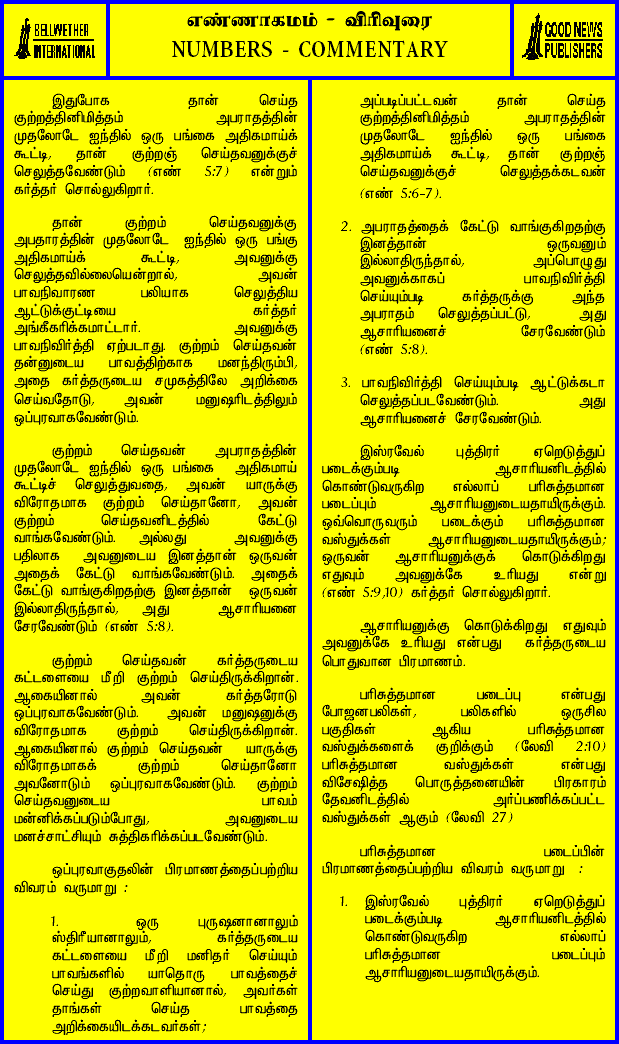 BELLWETHER
INTERNATIONAL
எண்ணாகமம் - விரிவுரை
NUMBERS - COMMENTARY
GOOD NEWS
PUBLISHERS
இதுபோக தான் செய்த
குற்றத்தினிமித்தம் அபராதத்தின்
முதலோடே ஐந்தில் ஒரு பங்கை அதிகமாய்க்
கூட்டி, தான் குற்றஞ் செய்தவனுக்குச்
செலுத்தவேண்டும் (எண் 5:7) என்றும்
கர்த்தர் சொல்லுகிறார்.
தான் குற்றம் செய்தவனுக்கு
அபதாரத்தின் முதலோடே ஐந்தில் ஒரு பங்கு
அதிகமாய்க் கூட்டி, அவனுக்கு
செலுத்தவில்லையென்றால், அவன்
பாவநிவாரண பலியாக செலுத்திய
ஆட்டுக்குட்டியை கர்த்தர்
அங்கீகரிக்கமாட்டார். அவனுக்கு
பாவநிவிர்த்தி ஏற்படாது. குற்றம் செய்தவன்
தன்னுடைய பாவத்திற்காக மனந்திரும்பி,
அதை கர்த்தருடைய சமுகத்திலே அறிக்கை
செய்வதோடு, அவன் மனுஷரிடத்திலும்
ஒப்புரவாகவேண்டும்.
குற்றம் செய்தவன் அபராதத்தின்
முதலோடே ஐந்தில் ஒரு பங்கை அதிகமாய்
கூட்டிச் செலுத்துவதை, அவன் யாருக்கு
விரோதமாக குற்றம் செய்தானோ, அவன்
குற்றம் செய்தவனிடத்தில் கேட்டு
வாங்கவேண்டும். அல்லது அவனுக்கு
பதிலாக அவனுடைய இனத்தான் ஒருவன்
அதைக் கேட்டு வாங்கவேண்டும். அதைக்
கேட்டு வாங்குகிறதற்கு இனத்தான் ஒருவன்
இல்லாதிருந்தால், அது ஆசாரியனை
சேரவேண்டும் (எண் 5:8).
குற்றம் செய்தவன் கர்த்தருடைய
கட்டளையை மீறி குற்றம் செய்திருக்கிறான்.
ஆகையினால் அவன் கர்த்தரோடு
ஒப்புரவாகவேண்டும். அவன் மனுஷனுக்கு
விரோதமாக குற்றம் செய்திருக்கிறான்.
ஆகையினால் குற்றம் செய்தவன் யாருக்கு
விரோதமாகக் குற்றம் செய்தானோ
அவனோடும் ஒப்புரவாகவேண்டும். குற்றம்
செய்தவனுடைய பாவம்
மன்னிக்கப்படும்போது, அவனுடைய
மனச்சாட்சியும் சுத்திகரிக்கப்படவேண்டும்.
ஒப்புரவாகுதலின் பிரமாணத்தைப்பற்றிய
விவரம் வருமாறு :
1. ஒரு புருஷனானாலும்
ஸ்திரீயானாலும், கர்த்தருடைய
கட்டளையை மீறி மனிதர் செய்யும்
பாவங்களில் யாதொரு பாவத்தைச்
செய்து குற்றவாளியானால், அவர்கள்
தாங்கள் செய்த பாவத்தை
அறிக்கையிடக்கடவர்கள்;
அப்படிப்பட்டவன் தான் செய்த
குற்றத்தினிமித்தம் அபராதத்தின்
முதலோடே ஐந்தில் ஒரு பங்கை
அதிகமாய்க் கூட்டி, தான் குற்றஞ்
செய்தவனுக்குச் செலுத்தக்கடவன்
(எண் 5:6-7).
2. அபராதத்தைக் கேட்டு வாங்குகிறதற்கு
இனத்தான் ஒருவனும்
இல்லாதிருந்தால், அப்பொழுது
அவனுக்காகப் பாவநிவிர்த்தி
செய்யும்படி கர்த்தருக்கு அந்த
அபராதம் செலுத்தப்பட்டு, அது
ஆசாரியனைச் சேரவேண்டும்
(எண் 5:8).
3. பாவநிவிர்த்தி செய்யும்படி ஆட்டுக்கடா
செலுத்தப்படவேண்டும். அது
ஆசாரியனைச் சேரவேண்டும்.
இஸ்ரவேல் புத்திரர் ஏறெடுத்துப்
படைக்கும்படி ஆசாரியனிடத்தில்
கொண்டுவருகிற எல்லாப் பரிசுத்தமான
படைப்பும் ஆசாரியனுடையதாயிருக்கும்.
ஒவ்வொருவரும் படைக்கும் பரிசுத்தமான
வஸ்துக்கள் ஆசாரியனுடையதாயிருக்கும்;
ஒருவன் ஆசாரியனுக்குக் கொடுக்கிறது
எதுவும் அவனுக்கே உரியது என்று
(எண் 5:9,10) கர்த்தர் சொல்லுகிறார்.
ஆசாரியனுக்கு கொடுக்கிறது எதுவும்
அவனுக்கே உரியது என்பது கர்த்தருடைய
பொதுவான பிரமாணம்.
பரிசுத்தமான படைப்பு என்பது
போஜனபலிகள், பலிகளில் ஒருசில
பகுதிகள் ஆகிய பரிசுத்தமான
வஸ்துக்களைக் குறிக்கும் (லேவி 2:10)
பரிசுத்தமான வஸ்துக்கள் என்பது
விசேஷித்த பொருத்தனையின் பிரகாரம்
தேவனிடத்தில் அர்ப்பணிக்கப்பட்ட
வஸ்துக்கள் ஆகும் (லேவி 27)
பரிசுத்தமான படைப்பின்
பிரமாணத்தைப்பற்றிய விவரம் வருமாறு :
1. இஸ்ரவேல் புத்திரர் ஏறெடுத்துப்
படைக்கும்படி ஆசாரியனிடத்தில்
கொண்டுவருகிற எல்லாப்
பரிசுத்தமான படைப்பும்
ஆசாரியனுடையதாயிருக்கும்.